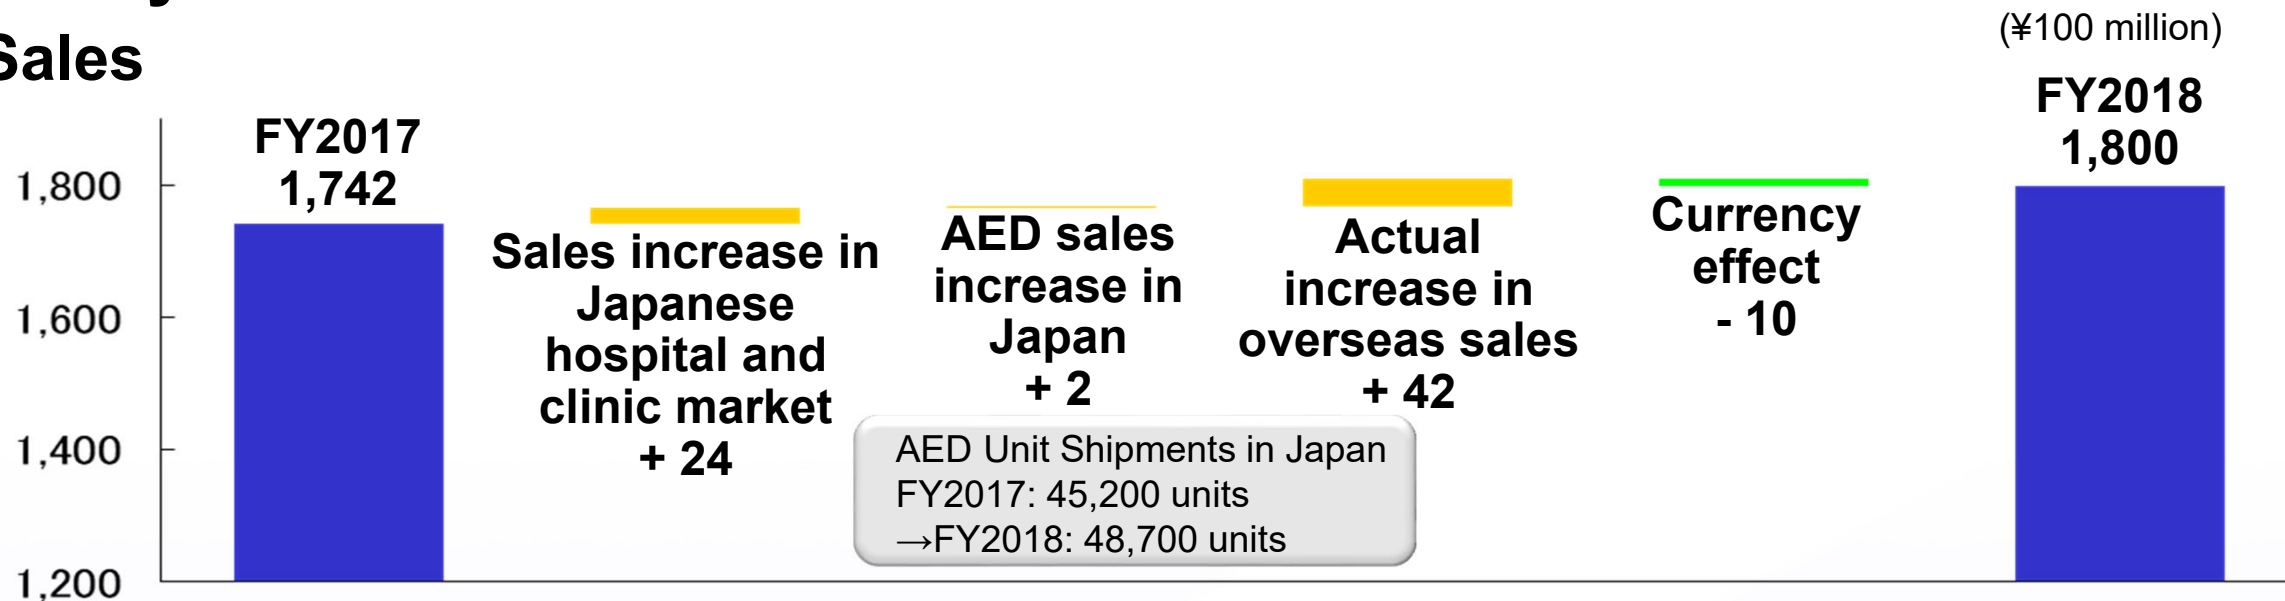 Sales
(¥100 million)
FY2017
1,742
Sales increase in
Japanese
hospital and
clinic market
+ 24
AED sales
increase in
Japan
+ 2
Actual
increase in
overseas sales
+ 42
Currency
effect
- 10
FY2018
1,800
1,800
1,600
1,400
1,200
AED Unit Shipments in Japan
FY2017: 45,200 units
→FY2018: 48,700 units